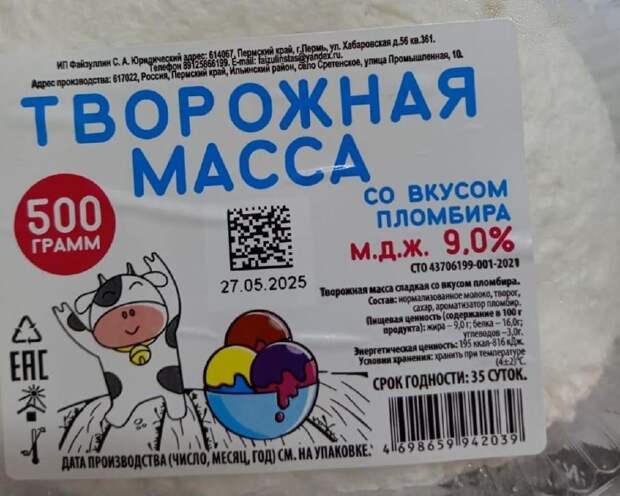 ИП Файзуллин С. А. Юридический адрес: 614067, Пермский край, г.Пермь, ул. Хабаровская д.56 кв.361.
Телефон 89125866199. E-mail: faizulinstas@yandex.ru.
Адрес производства: 617022, Россия, Пермский край, Ильинский район, село Сретенское, улица Промышленная, 10.
ТВОРОЖНАЯ
МАССА
СО ВКУСОМ
ПЛОМБИРА
500
ГРАММ
М.Д.Ж. 9,0%
СТО 43706199-001-2021
27.05.2025
Творожная масса сладкая со вкусом пломбира.
Состав: нормализованное молоко, творог,
сахар, ароматизатор пломбир.
Пищевая ценность (содержание в 100 г
продукта): жира – 9,0г; белка – 16,0г;
углеводов –3,0г.
Энергетическая ценность: 195 ккал-816 кДж.
Условия хранения: хранить при температуре
(4±2)°С.
СРОК ГОДНОСТИ: 35 СУТОК.
EAC
4 698659 942039
ДАТА ПРОИЗВОДСТВА (ЧИСЛО, МЕСЯЦ, ГОД) СМ. НА УПАКОВКЕ.